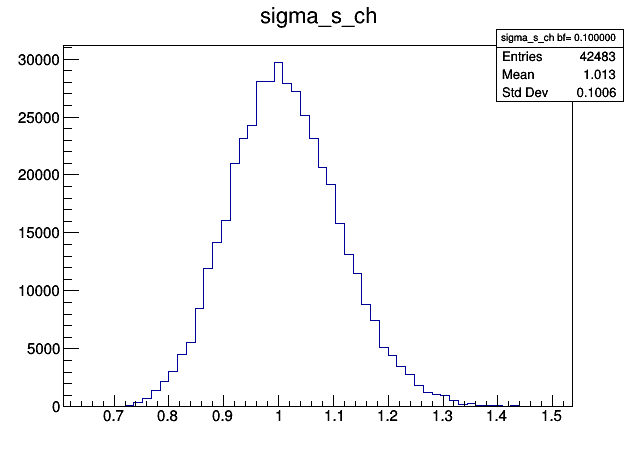 sigma_s_ch
sigma_s_ch bf= 0.100000
Entries 42483
Mean 1.013
Std Dev 0.1006
30000
25000
20000
15000
10000
5000
0
0.7 0.8 0.9 1 1.1 1.2 1.3 1.4 1.5